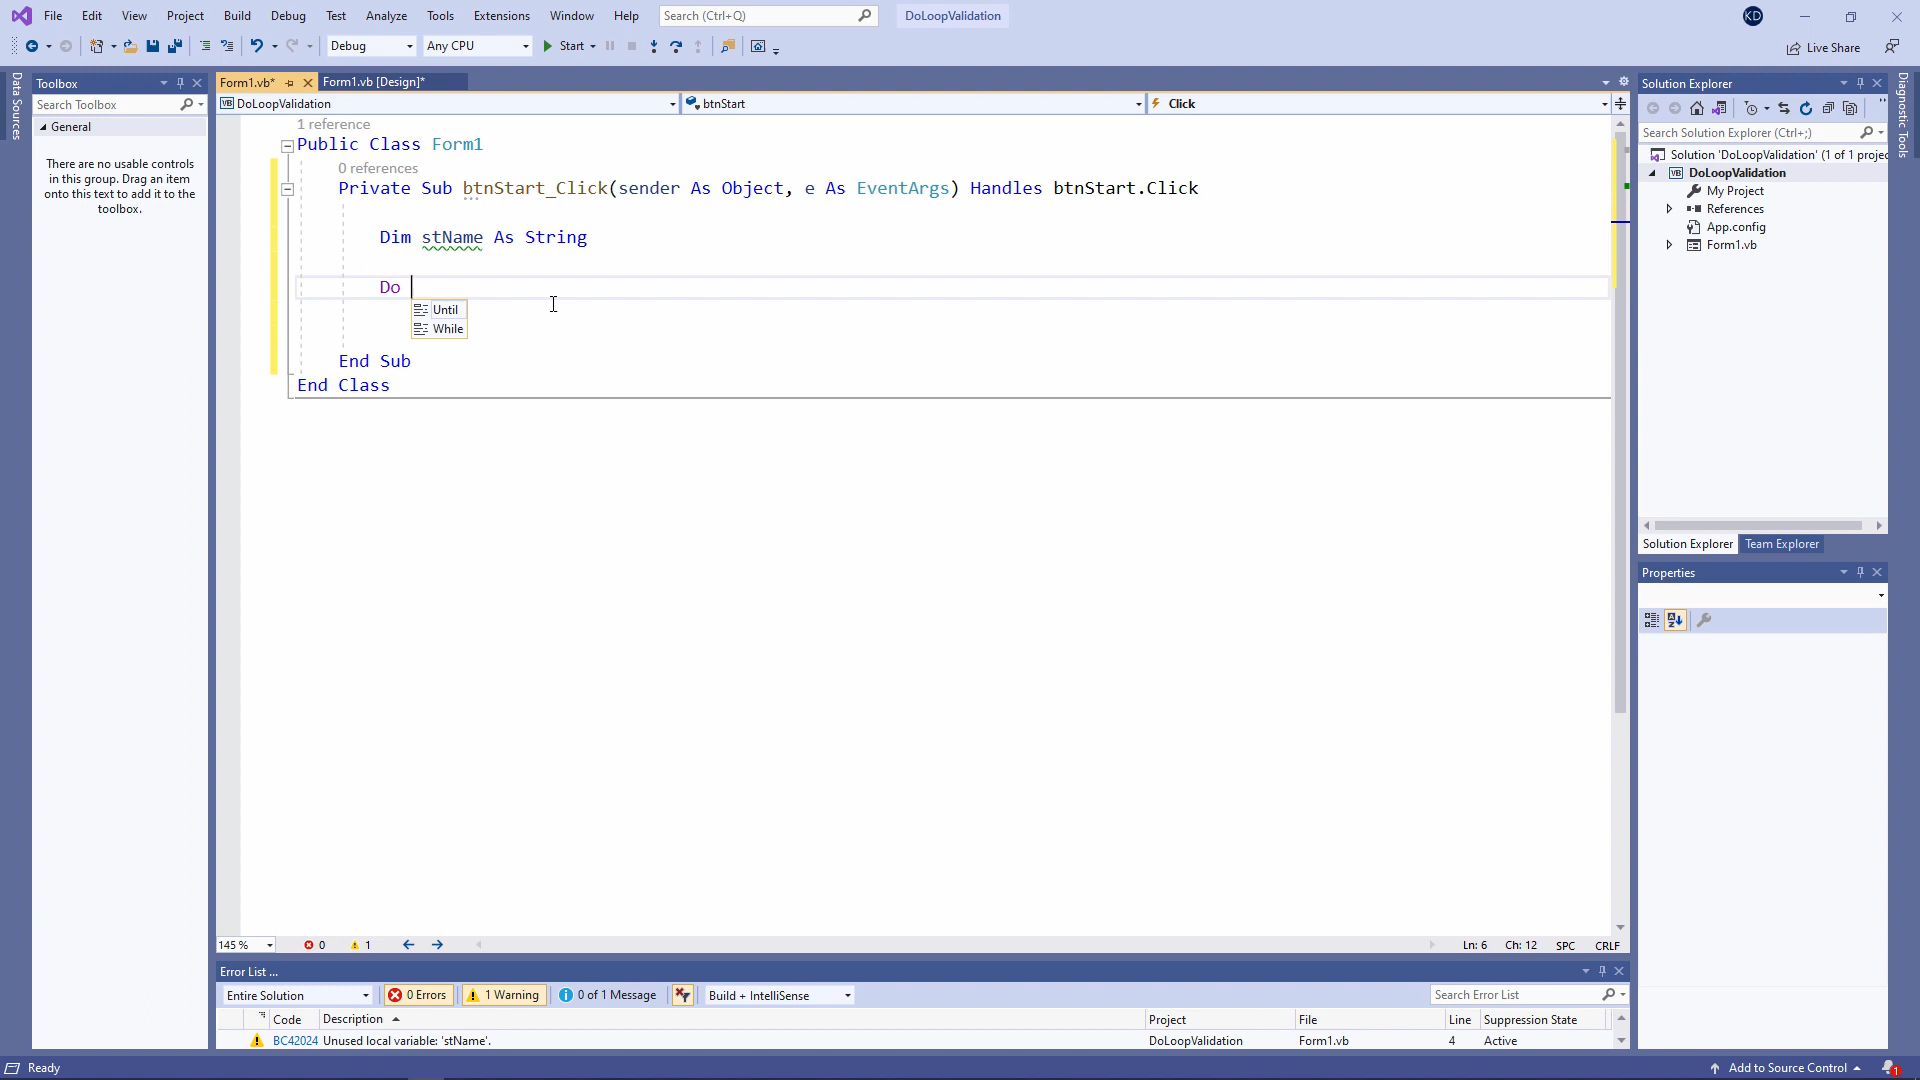 File Edit View Project Build Debug Test Analyze Tools Extensions Window Help Search (Ctrl+Q) DoLoopValidation KD
Debug Any CPU Start Live Share
Data Sources
Toolbox
Search Toolbox
General
There are no usable controls
in this group. Drag an item
onto this text to add it to the
toolbox.
Form1.vb* Form1.vb [Design]*
DoLoopValidation btnStart Click
1 reference
Public Class Form1
0 references
Private Sub btnStart_Click(sender As Object, e As EventArgs) Handles btnStart.Click
Dim stName As String
Do
Until
While
End Sub
End Class
145 % 0 1 Ln: 6 Ch: 12 SPC CRLF
Error List ...
Entire Solution 0 Errors 1 Warning 0 of 1 Message Build + IntelliSense Search Error List
Code Description Project File Line Suppression State
BC42024 Unused local variable: 'stName'. DoLoopValidation Form1.vb 4 Active
Solution Explorer
Search Solution Explorer (Ctrl+;)
Solution 'DoLoopValidation' (1 of 1 projec
VB DoLoopValidation
My Project
References
App.config
Form1.vb
Solution Explorer Team Explorer
Properties
Diagnostic Tools
Ready Add to Source Control 1